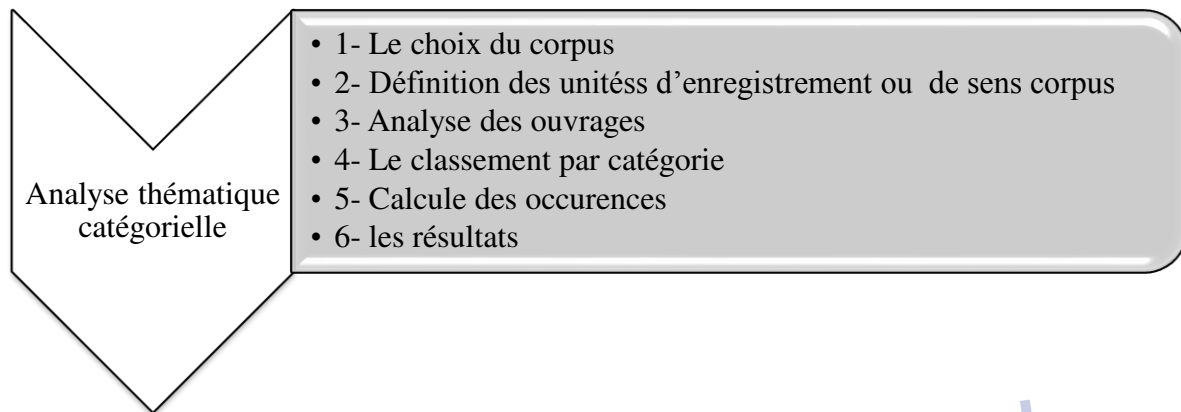 Analyse thématique
catégorielle
• 1- Le choix du corpus
• 2- Définition des unitéss d’enregistrement ou de sens corpus
• 3- Analyse des ouvrages
• 4- Le classement par catégorie
• 5- Calcule des occurences
• 6- les résultats